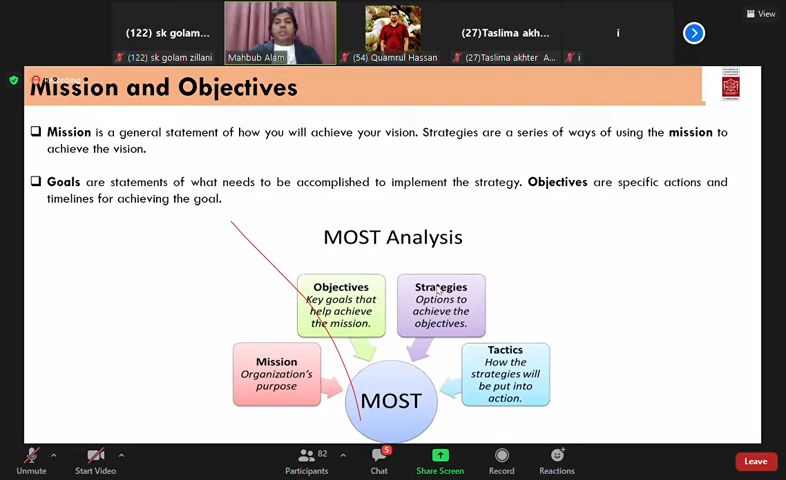 View
(122) sk golam...
(27)Taslima akh...
i
(122) sk golam zillani
Mahbub Alam
(54) Quamrul Hassan
(27)Taslima akhter A...
i
Recording
Mission and Objectives
Mission is a general statement of how you will achieve your vision. Strategies are a series of ways of using the mission to
achieve the vision.
Goals are statements of what needs to be accomplished to implement the strategy. Objectives are specific actions and
timelines for achieving the goal.
MOST Analysis
Objectives
Key goals that
help achieve
the mission.
Strategies
Options to
achieve the
objectives.
Mission
Organization's
purpose
Tactics
How the
strategies will
be put into
action.
MOST
Unmute
Start Video
82
Participants
5
Chat
Share Screen
Record
Reactions
Leave